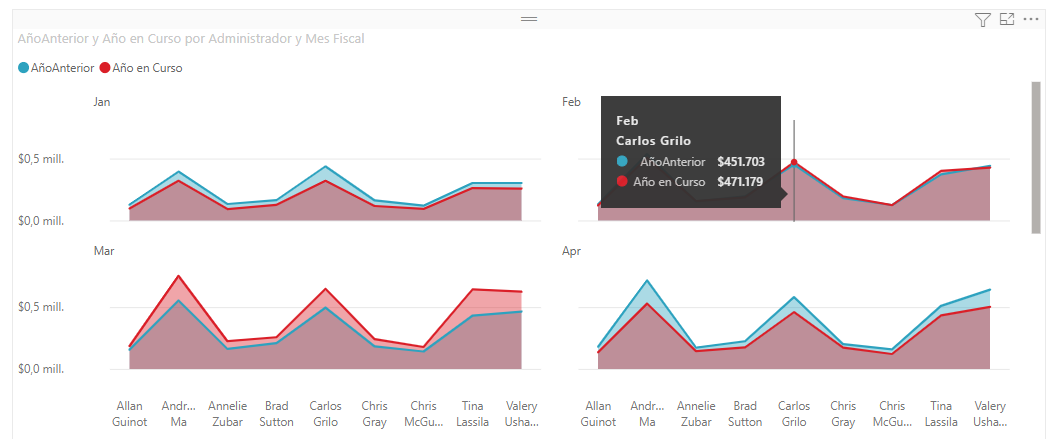 AñoAnterior y Año en Curso por Administrador y Mes Fiscal
AñoAnterior Año en Curso
Jan
$0,5 mill.
$0,0 mill.
Feb
Feb
Carlos Grilo
AñoAnterior $451.703
Año en Curso $471.179
Mar
$0,5 mill.
$0,0 mill.
Apr
Allan Guinot
Andr... Ma
Annelie Zubar
Brad Sutton
Carlos Grilo
Chris Gray
Chris McGu...
Tina Lassila
Valery Usha...
Allan Guinot
Andr... Ma
Annelie Zubar
Brad Sutton
Carlos Grilo
Chris Gray
Chris McGu...
Tina Lassila
Valery Usha...